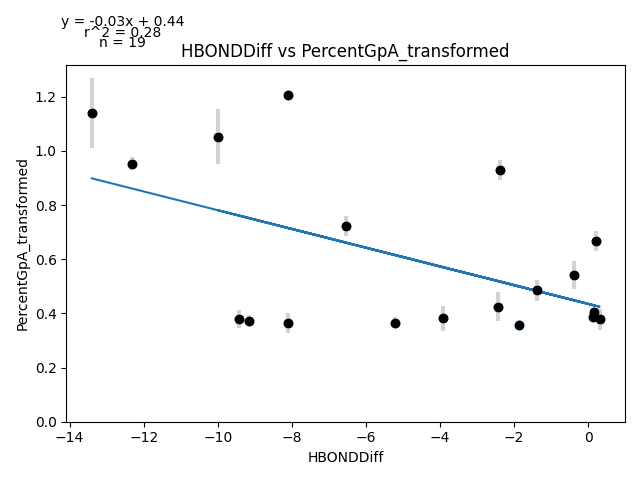 y = -0.03x + 0.44
r^2 = 0.28
n = 19
HBONDDiff vs PercentGpA_transformed
PercentGpA_transformed
1.2
1.0
0.8
0.6
0.4
0.2
0.0
−14
−12
−10
−8
−6
−4
−2
0
HBONDDiff